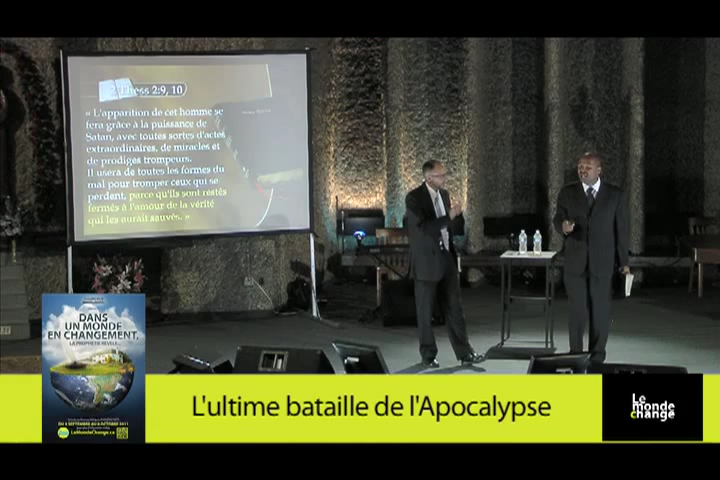 2 Thess 2:9, 10
« L'apparition de cet homme se
fera grâce à la puissance de
Satan, avec toutes sortes d'actes
extraordinaires, de miracles et
de prodiges trompeurs.
Il usera de toutes les formes du
mal pour tromper ceux qui se
perdent, parce qu'ils sont restés
fermés à l'amour de la vérité
qui les aurait sauvés. »
DANS
UN MONDE
EN CHANGEMENT,
LA PROPHÉTIE RÉVÈLE...
LeMondeChange.ca
L'ultime bataille de l'Apocalypse
Le
monde
change